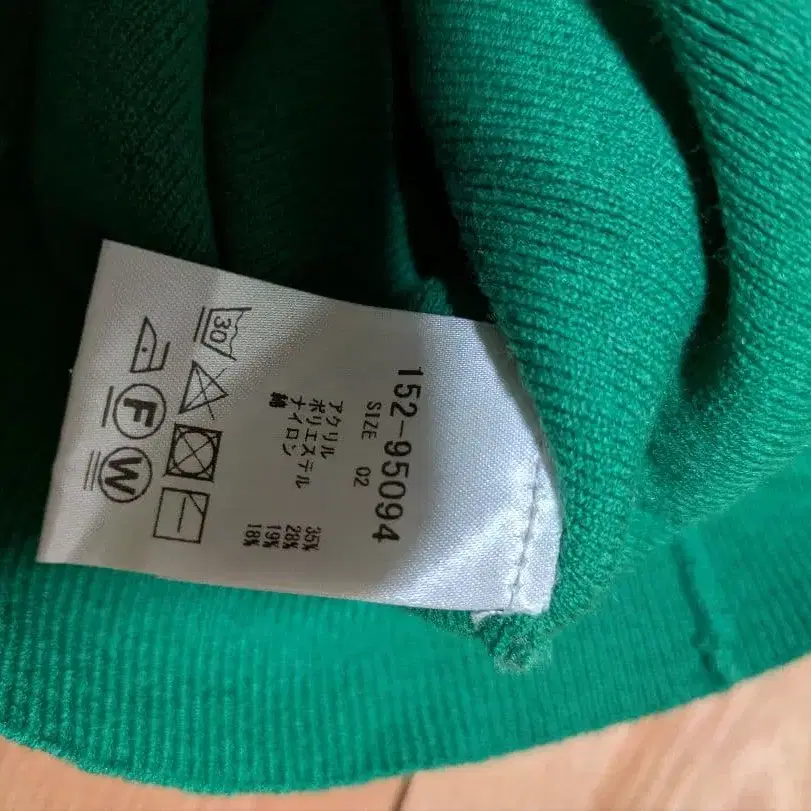 152-95094
SIZE 02
アクリル 35%
ポリエステル 28%
ナイロン 19%
綿 18%
30
F
W